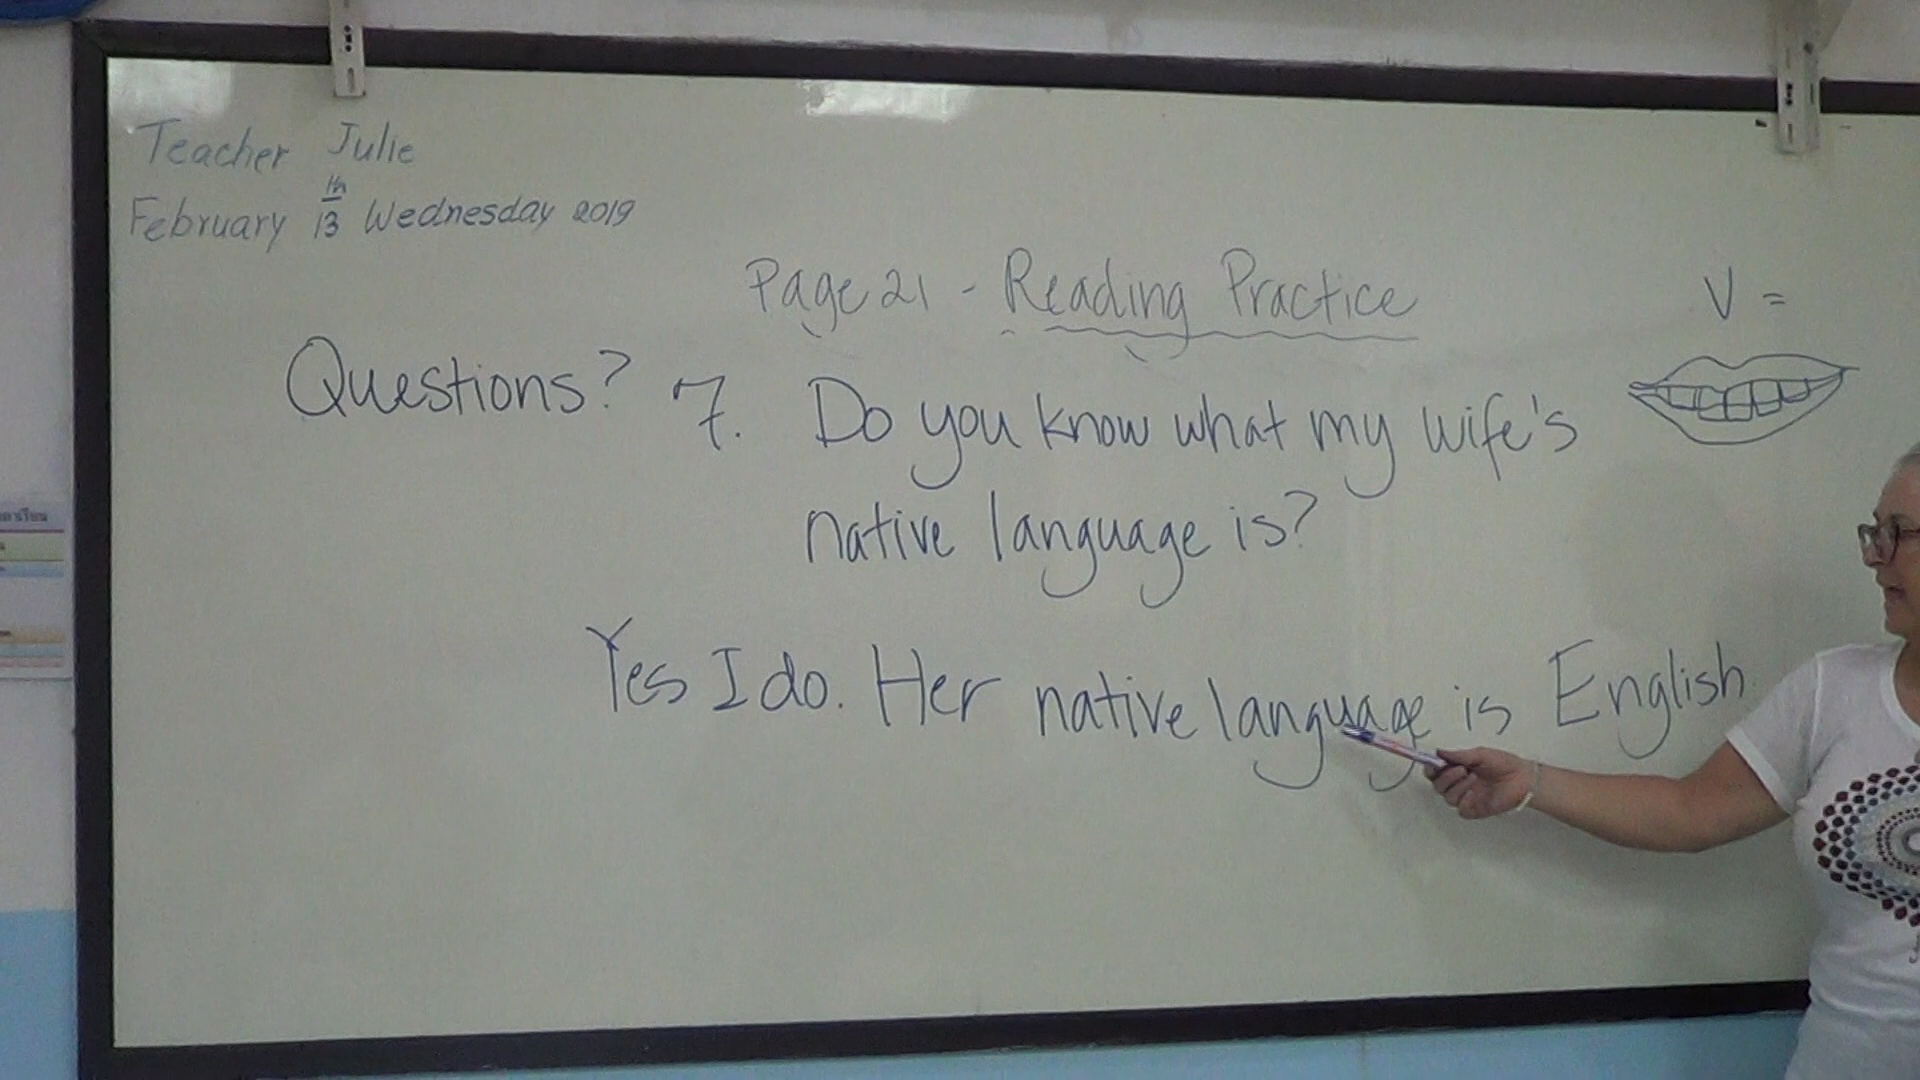 Teacher Julie
February 13th Wednesday 2019
Page 21 - Reading Practice
V =
Questions? 7. Do you know what my wife's
native language is?
Yes I do. Her native language is English.